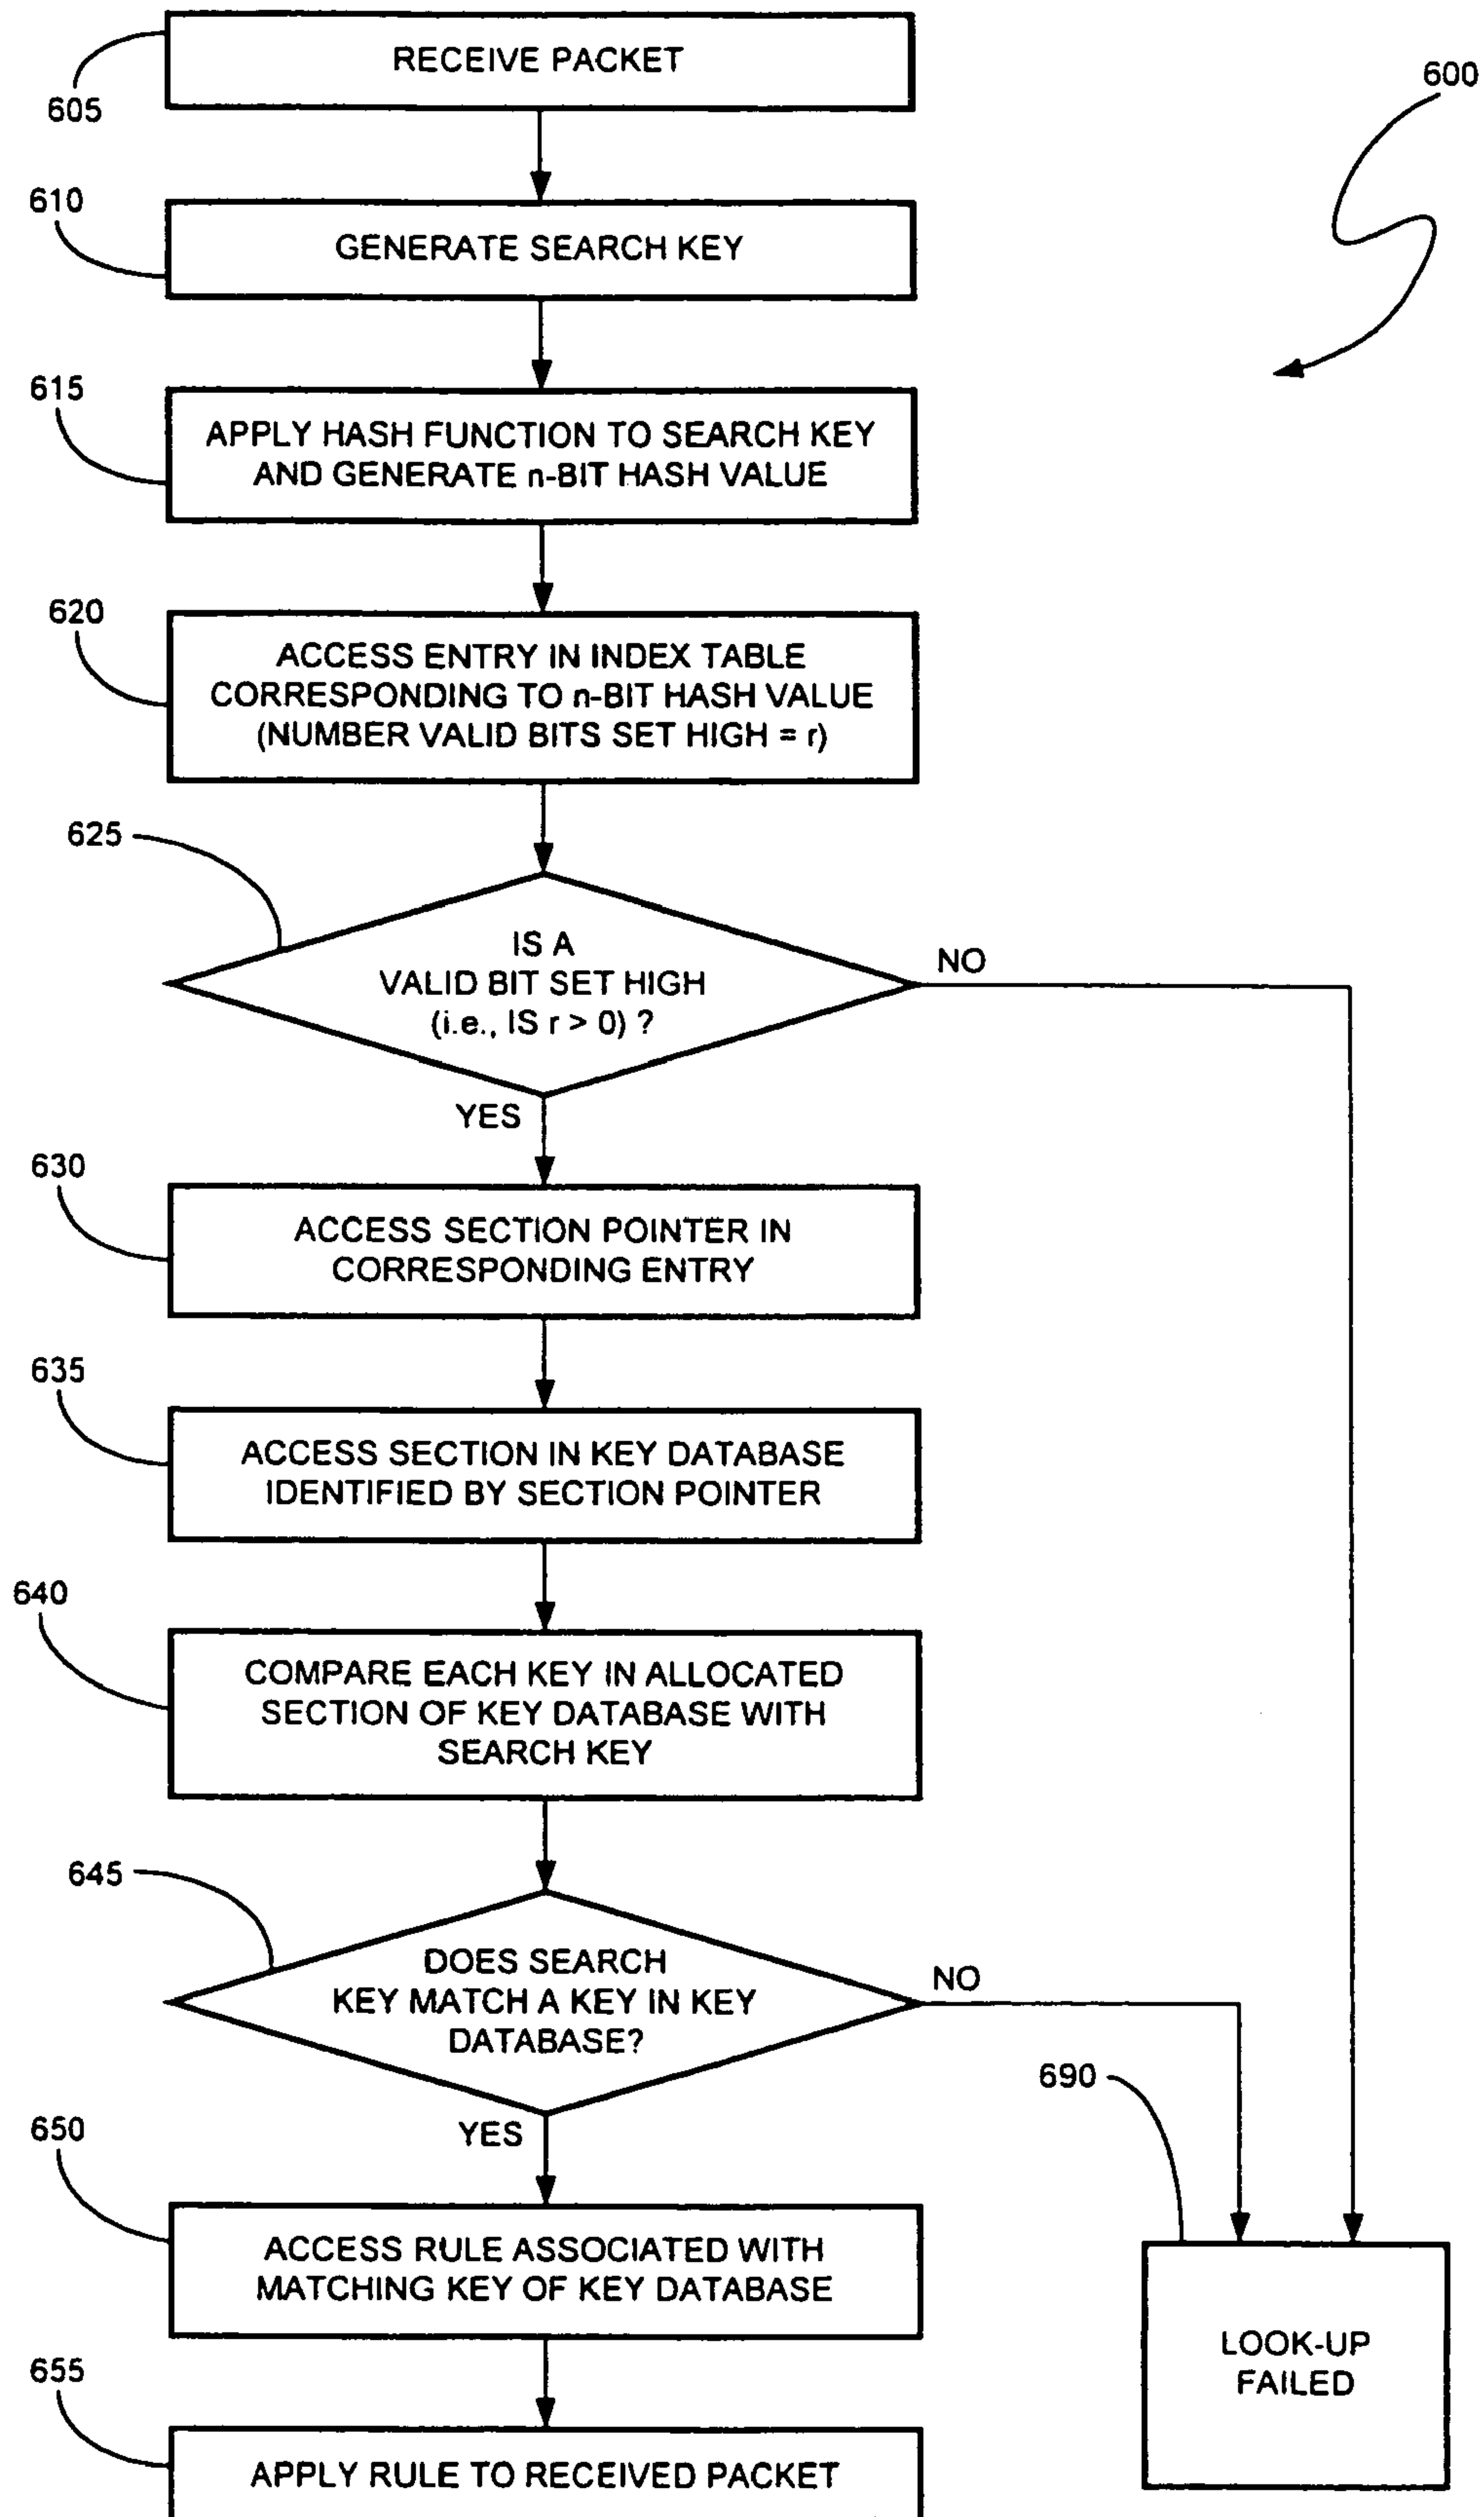 RECEIVE PACKET
600
605
610
GENERATE SEARCH KEY
615
APPLY HASH FUNCTION TO SEARCH KEY
AND GENERATE n-BIT HASH VALUE
620
ACCESS ENTRY IN INDEX TABLE
CORRESPONDING TO n-BIT HASH VALUE
(NUMBER VALID BITS SET HIGH = r)
625
IS A
VALID BIT SET HIGH
(i.e., IS r > 0) ?
NO
YES
630
ACCESS SECTION POINTER IN
CORRESPONDING ENTRY
635
ACCESS SECTION IN KEY DATABASE
IDENTIFIED BY SECTION POINTER
640
COMPARE EACH KEY IN ALLOCATED
SECTION OF KEY DATABASE WITH
SEARCH KEY
645
DOES SEARCH
KEY MATCH A KEY IN KEY
DATABASE?
NO
YES
690
650
ACCESS RULE ASSOCIATED WITH
MATCHING KEY OF KEY DATABASE
LOOK-UP
FAILED
655
APPLY RULE TO RECEIVED PACKET